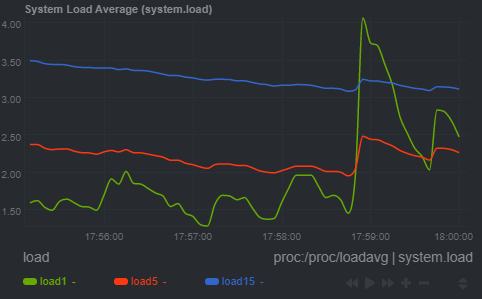 System Load Average (system.load)
4.00
3.50
3.00
2.50
2.00
1.50
17:56:00 17:57:00 17:58:00 17:59:00 18:00:00
load proc:/proc/loadavg | system.load
load1 - load5 - load15 -